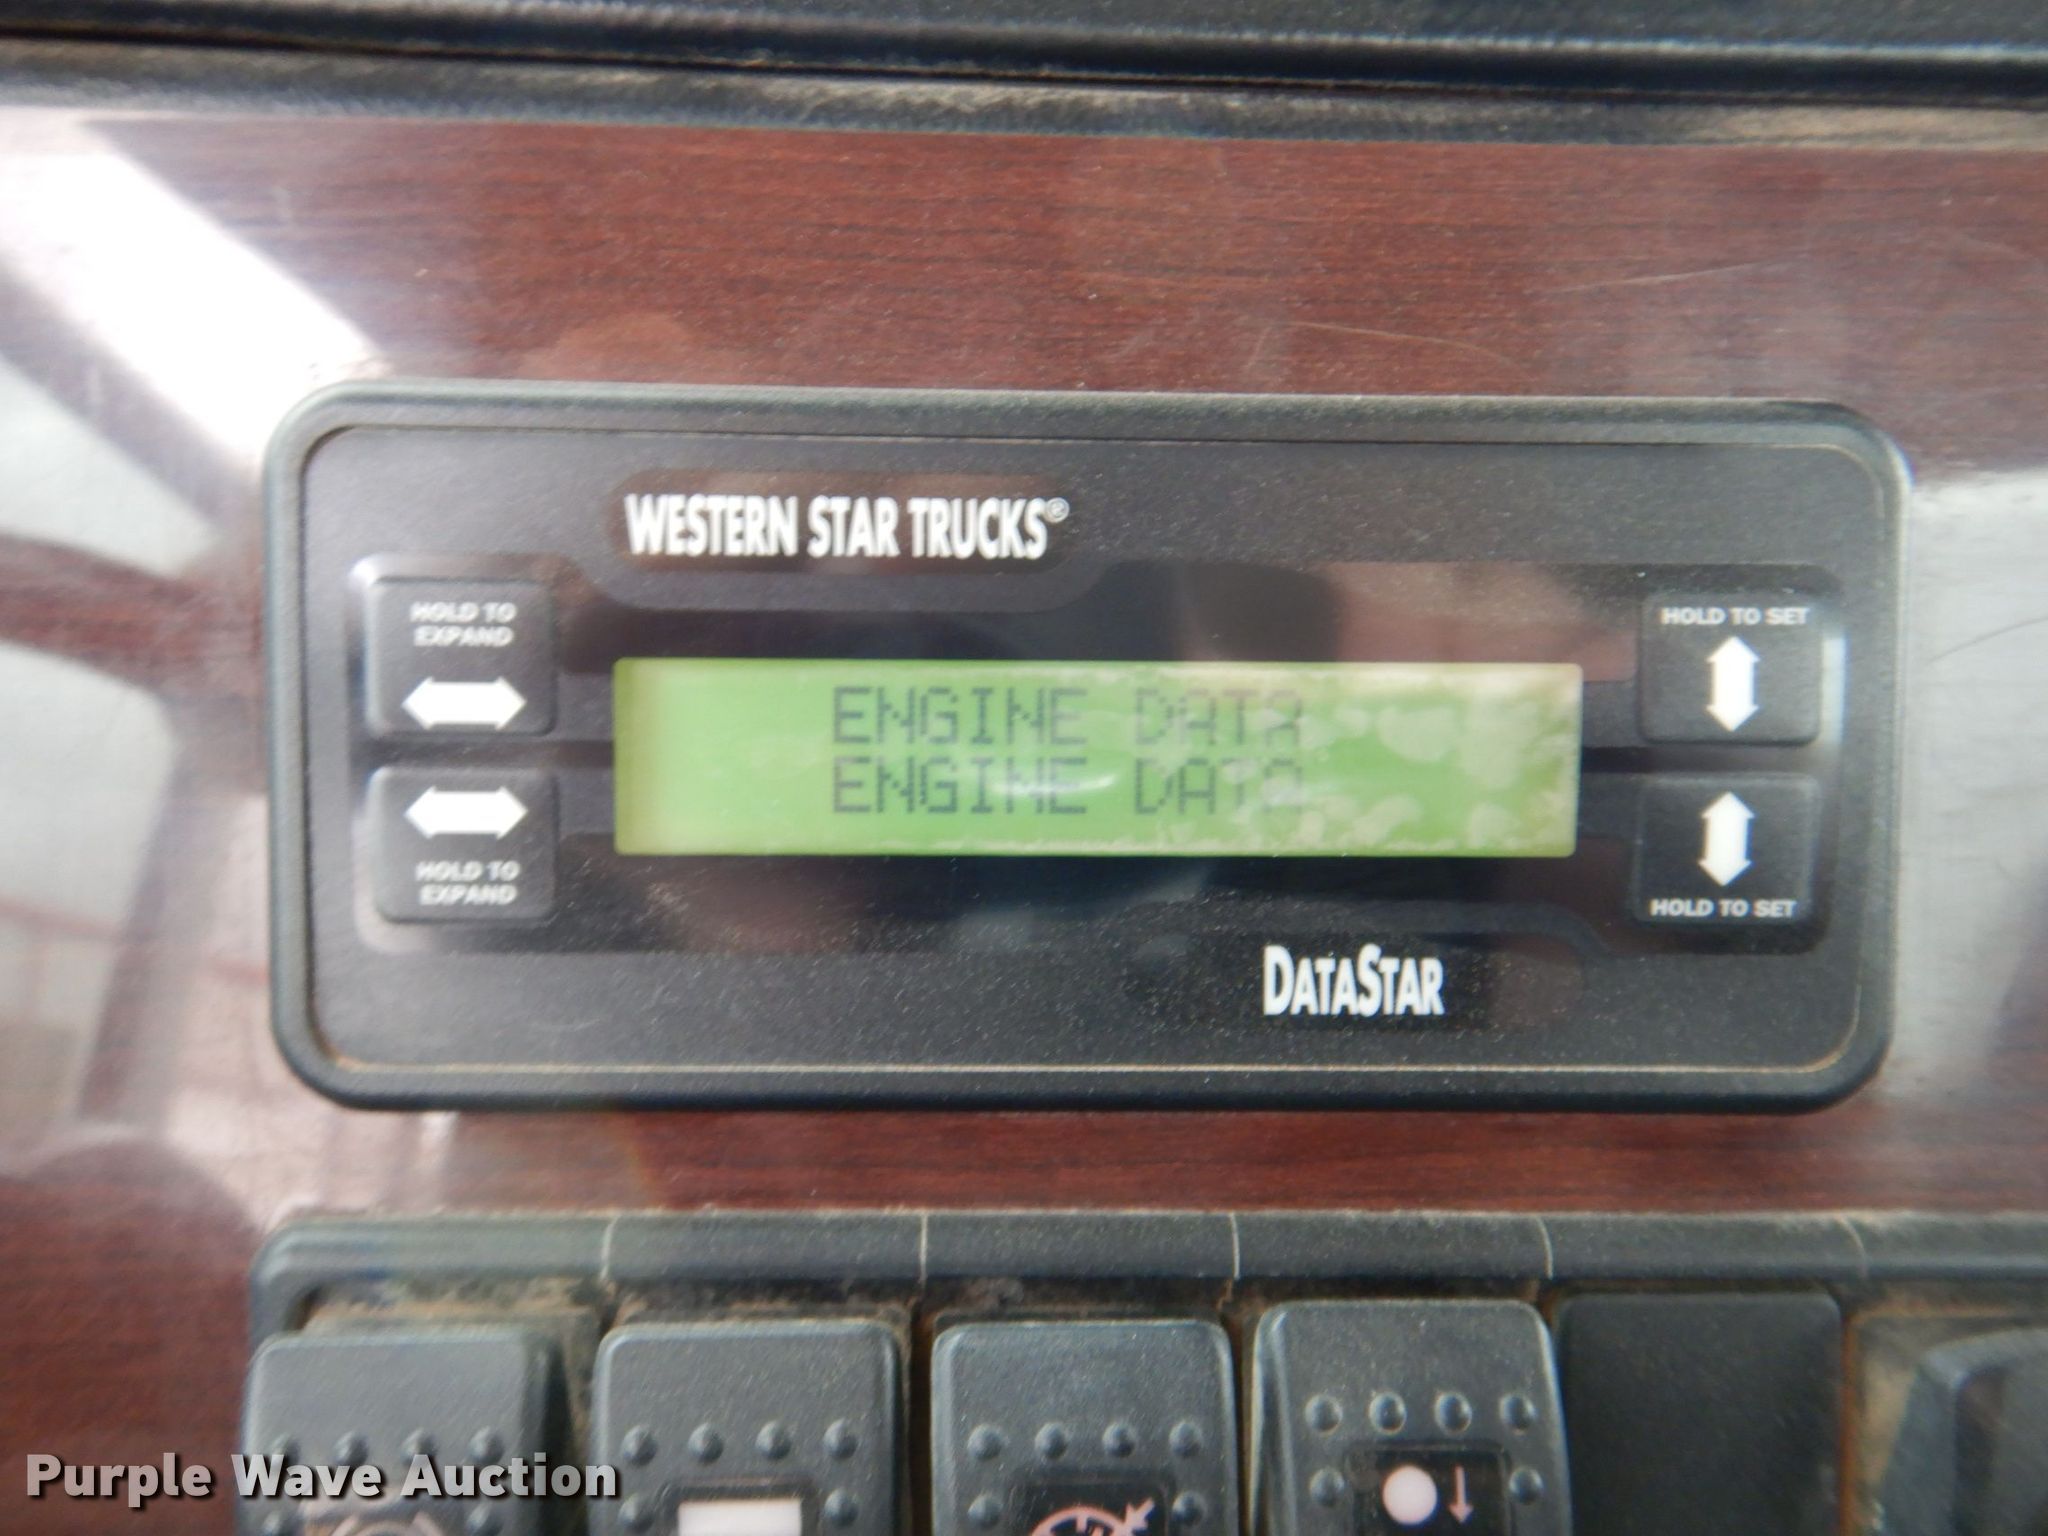 WESTERN STAR TRUCKS®
HOLD TO
EXPAND
HOLD TO SET
ENGINE DATA
ENGINE DATA
HOLD TO
EXPAND
HOLD TO SET
DATASTAR
Purple Wave Auction